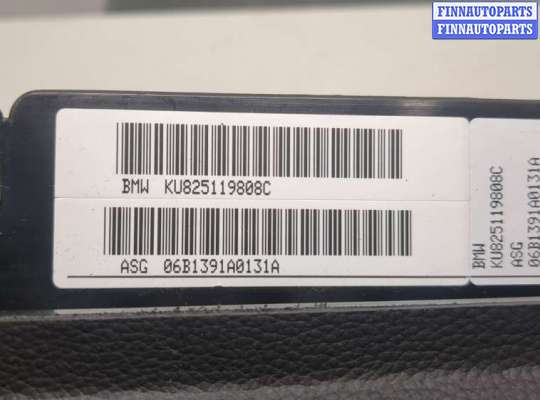 FINNAUTOPARTS
FINNAUTOPARTS
BMW KU825119808C
ASG 06B1391A0131A
BMW
KU825119808C
ASG
06B1391A0131A